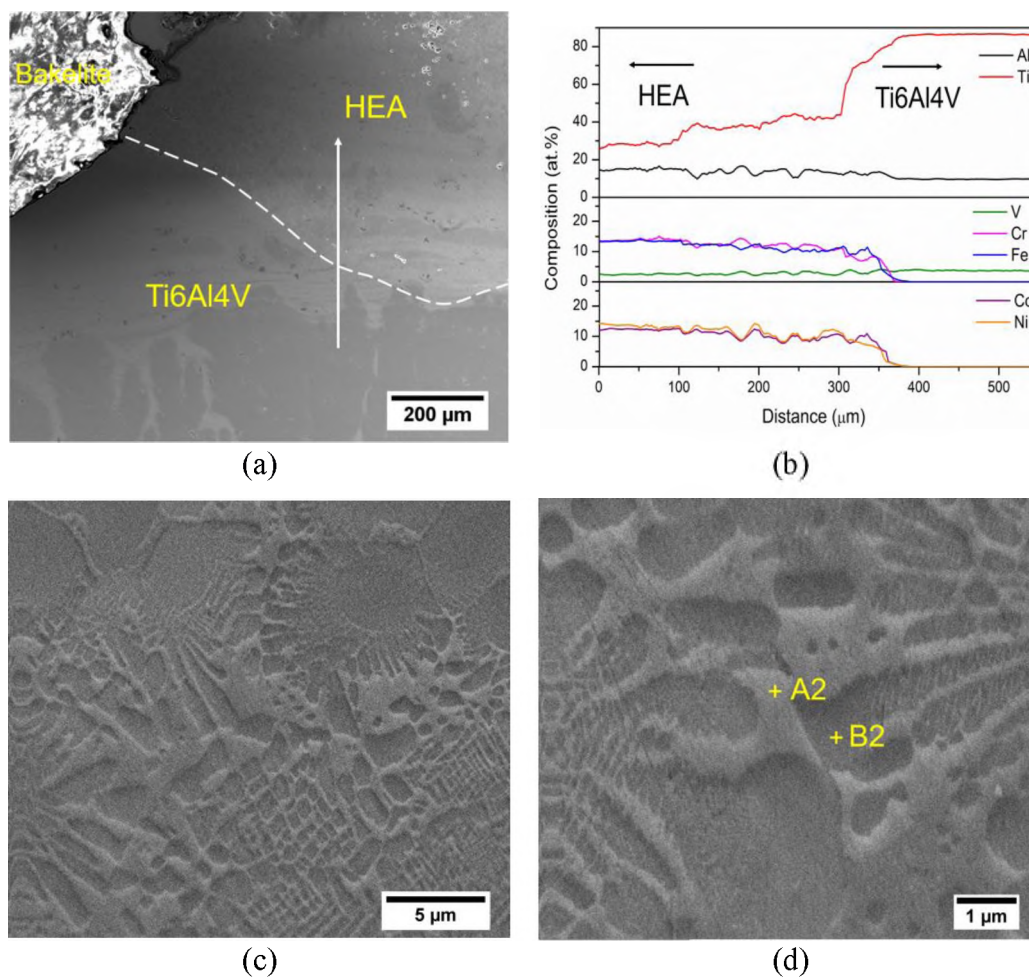 Bakelite
HEA
Ti6Al4V
200 µm
(a)
Composition (at.%)
80
60
40
20
0
10
0
10
0
0
100
200
300
400
500
Distance (µm)
HEA
Ti6Al4V
Al
Ti
V
Cr
Fe
Co
Ni
(b)
5 µm
(c)
+ A2
+ B2
1 µm
(d)